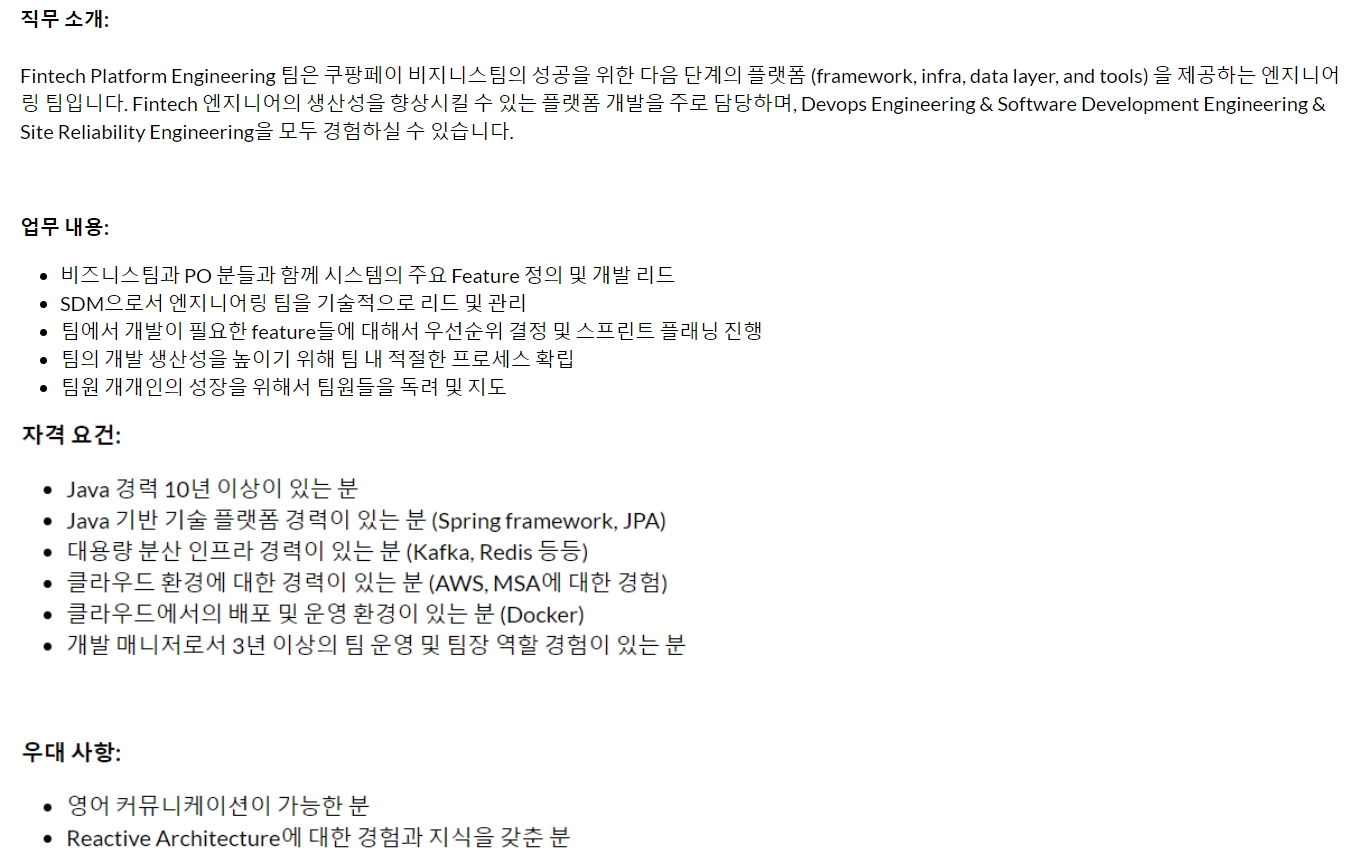 직무 소개:
Fintech Platform Engineering 팀은 쿠팡페이 비지니스팀의 성공을 위한 다음 단계의 플랫폼 (framework, infra, data layer, and tools) 을 제공하는 엔지니어
링 팀입니다. Fintech 엔지니어의 생산성을 향상시킬 수 있는 플랫폼 개발을 주로 담당하며, Devops Engineering & Software Development Engineering &
Site Reliability Engineering을 모두 경험하실 수 있습니다.
업무 내용:
• 비즈니스팀과 PO 분들과 함께 시스템의 주요 Feature 정의 및 개발 리드
• SDM으로서 엔지니어링 팀을 기술적으로 리드 및 관리
• 팀에서 개발이 필요한 feature들에 대해서 우선순위 결정 및 스프린트 플래닝 진행
• 팀의 개발 생산성을 높이기 위해 팀 내 적절한 프로세스 확립
• 팀원 개개인의 성장을 위해서 팀원들을 독려 및 지도
자격 요건:
• Java 경력 10년 이상이 있는 분
• Java 기반 기술 플랫폼 경력이 있는 분 (Spring framework, JPA)
• 대용량 분산 인프라 경력이 있는 분 (Kafka, Redis 등등)
• 클라우드 환경에 대한 경력이 있는 분 (AWS, MSA에 대한 경험)
• 클라우드에서의 배포 및 운영 환경이 있는 분 (Docker)
• 개발 매니저로서 3년 이상의 팀 운영 및 팀장 역할 경험이 있는 분
우대 사항:
• 영어 커뮤니케이션이 가능한 분
• Reactive Architecture에 대한 경험과 지식을 갖춘 분